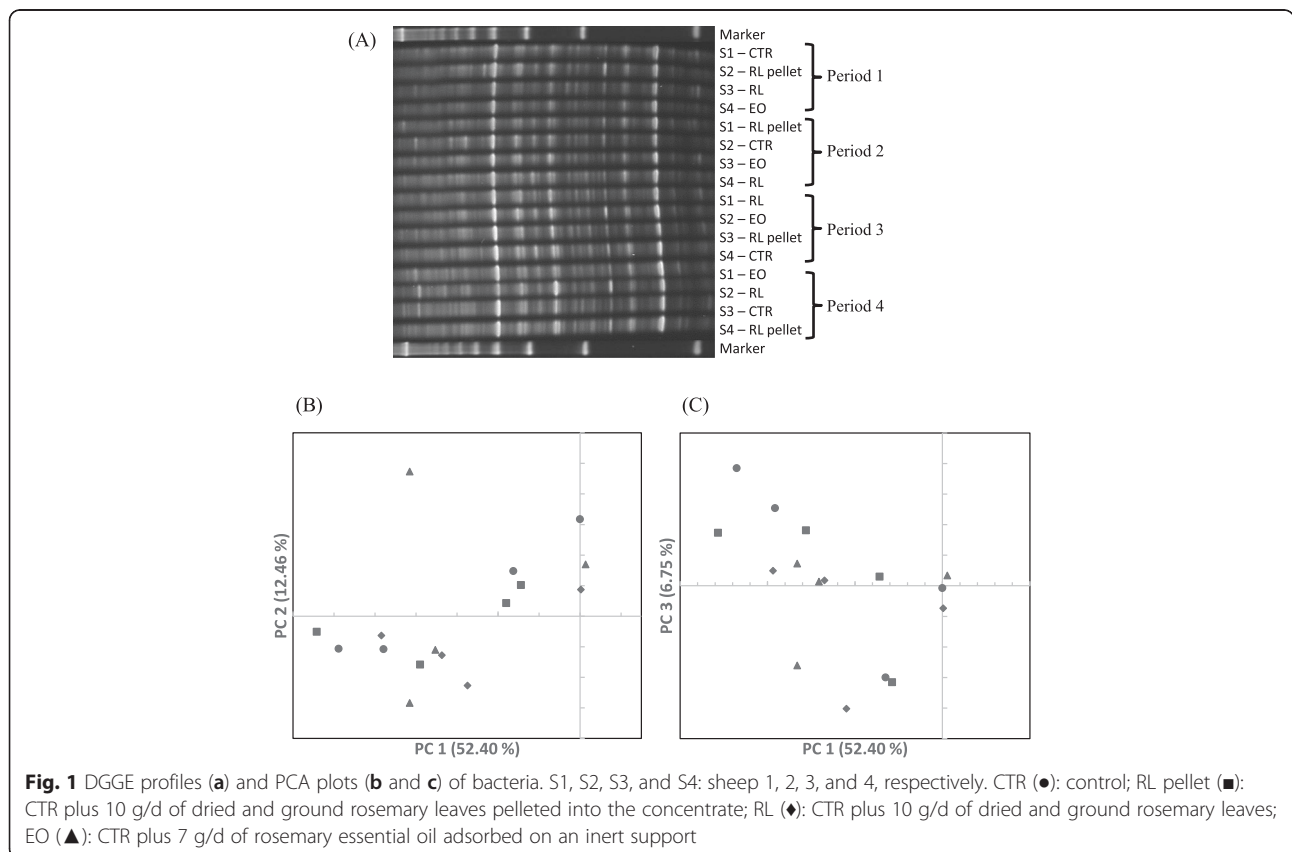 (A)
Marker
S1 – CTR
S2 – RL pellet
S3 – RL
S4 – EO
Period 1
S1 – RL pellet
S2 – CTR
S3 – EO
S4 – RL
Period 2
S1 – RL
S2 – EO
S3 – RL pellet
S4 – CTR
Period 3
S1 – EO
S2 – RL
S3 – CTR
S4 – RL pellet
Period 4
Marker
(B)
PC 2 (12.46 %)
PC 1 (52.40 %)
(C)
PC 3 (6.75 %)
PC 1 (52.40 %)
Fig. 1 DGGE profiles (a) and PCA plots (b and c) of bacteria. S1, S2, S3, and S4: sheep 1, 2, 3, and 4, respectively. CTR (●): control; RL pellet (■):
CTR plus 10 g/d of dried and ground rosemary leaves pelleted into the concentrate; RL (♦): CTR plus 10 g/d of dried and ground rosemary leaves;
EO (▲): CTR plus 7 g/d of rosemary essential oil adsorbed on an inert support